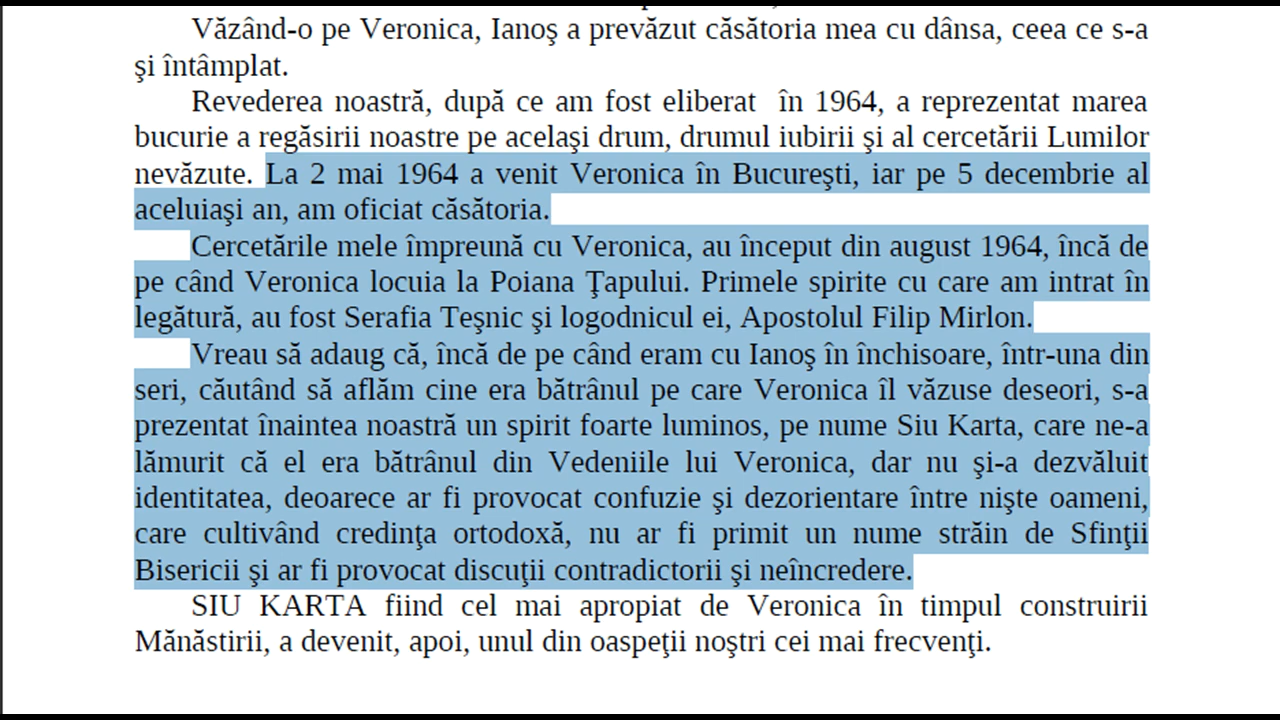 Văzând-o pe Veronica, Ianoş a prevăzut căsătoria mea cu dânsa, ceea ce s-a
şi întâmplat.
Revederea noastră, după ce am fost eliberat în 1964, a reprezentat marea
bucurie a regăsirii noastre pe acelaşi drum, drumul iubirii şi al cercetării Lumilor
nevăzute. La 2 mai 1964 a venit Veronica în Bucureşti, iar pe 5 decembrie al
aceluiaşi an, am oficiat căsătoria.
Cercetările mele împreună cu Veronica, au început din august 1964, încă de
pe când Veronica locuia la Poiana Ţapului. Primele spirite cu care am intrat în
legătură, au fost Serafia Teşnic şi logodnicul ei, Apostolul Filip Mirlon.
Vreau să adaug că, încă de pe când eram cu Ianoş în închisoare, într-una din
seri, căutând să aflăm cine era bătrânul pe care Veronica îl văzuse deseori, s-a
prezentat înaintea noastră un spirit foarte luminos, pe nume Siu Karta, care ne-a
lămurit că el era bătrânul din Vedeniile lui Veronica, dar nu şi-a dezvăluit
identitatea, deoarece ar fi provocat confuzie şi dezorientare între nişte oameni,
care cultivând credinţa ortodoxă, nu ar fi primit un nume străin de Sfinţii
Bisericii şi ar fi provocat discuţii contradictorii şi neîncredere.
SIU KARTA fiind cel mai apropiat de Veronica în timpul construirii
Mănăstirii, a devenit, apoi, unul din oaspeţii noştri cei mai frecvenţi.